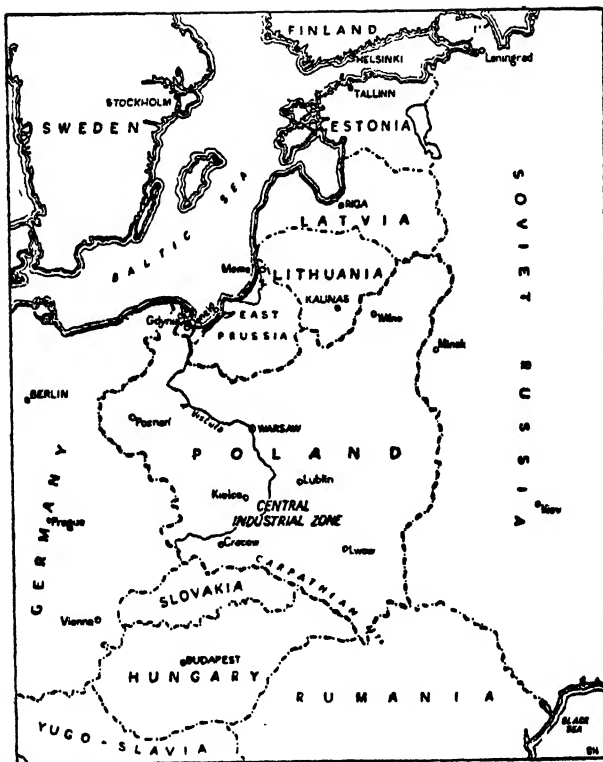 FINLAND
HELSINKI
Leningrad
STOCKHOLM
TALLINN
SWEDEN
ESTONIA
SOVIET RUSSIA
BALTIC SEA
RIGA
LATVIA
LITHUANIA
KAUNAS
Wilno
Gdynia
EAST
PRUSSIA
Minsk
BERLIN
Poznań
Vistula
WARSAW
POLAND
Lublin
Kielce
CENTRAL
INDUSTRIAL ZONE
Kiev
GERMANY
Prague
Cracow
Lwow
CARPATHIAN MTS
SLOVAKIA
Vienna
BUDAPEST
HUNGARY
RUMANIA
BLACK
SEA
YUGO-SLAVIA